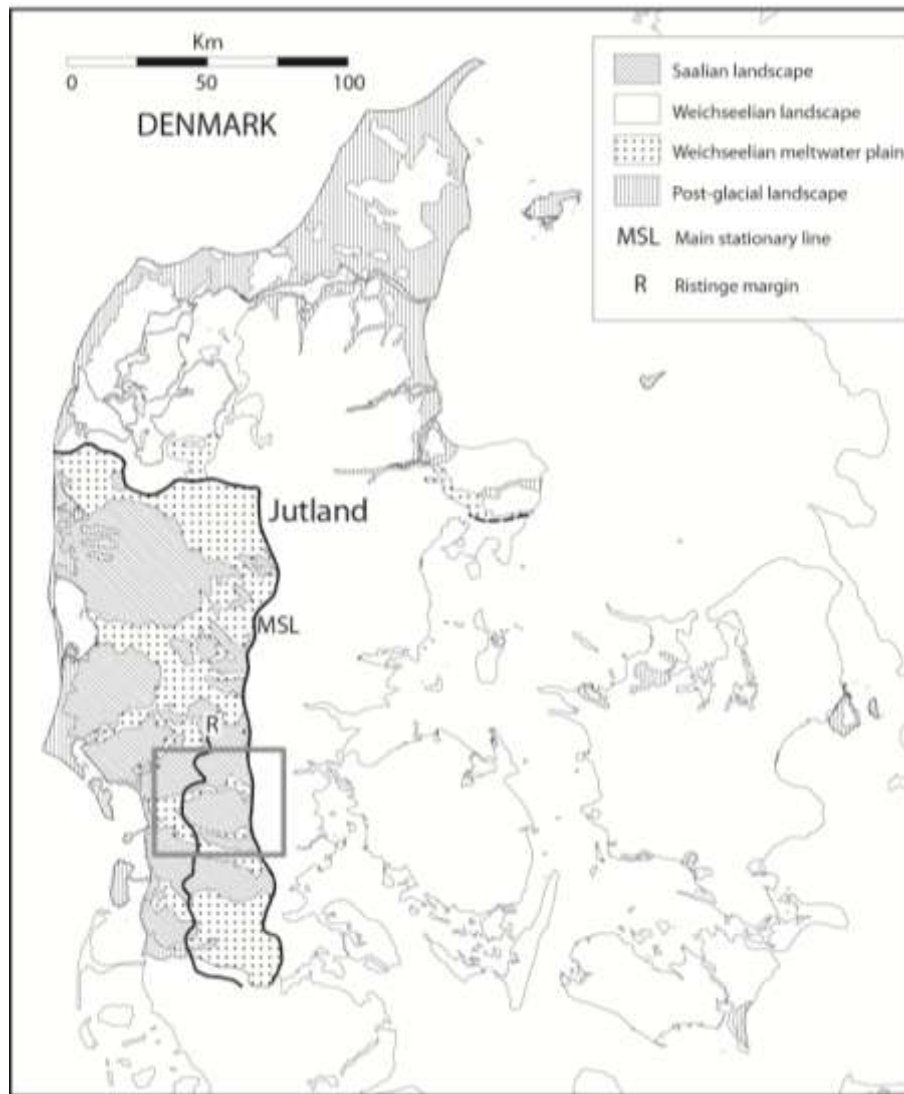 Km
0 50 100
DENMARK
Saalian landscape
Weichseelian landscape
Weichseelian meltwater plain
Post-glacial landscape
MSL Main stationary line
R Ristinge margin
Jutland
MSL
R